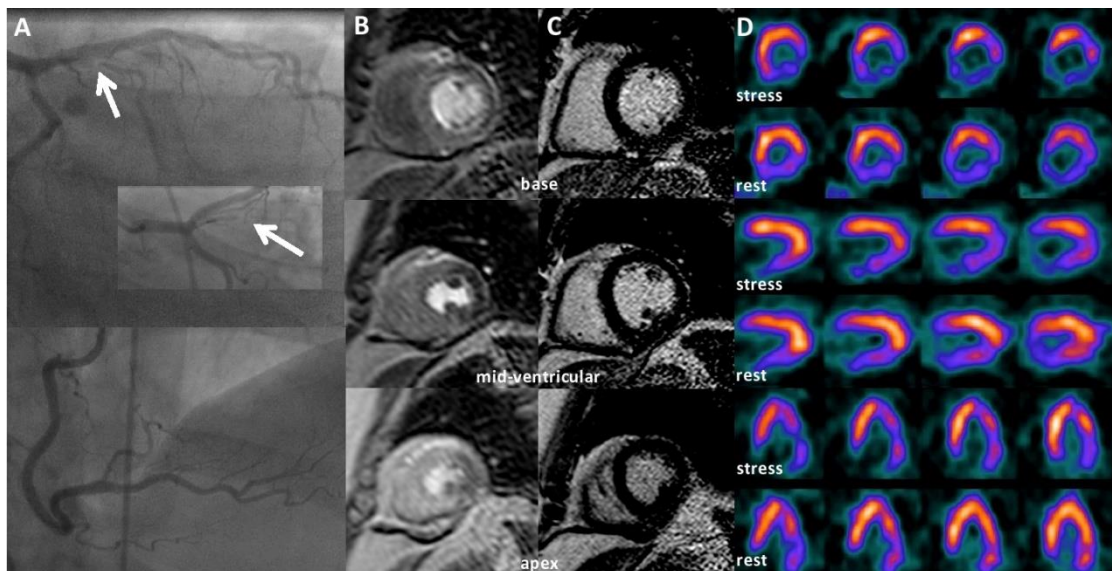 A
B
C
D
stress
rest
base
stress
mid-ventricular
rest
stress
rest
apex